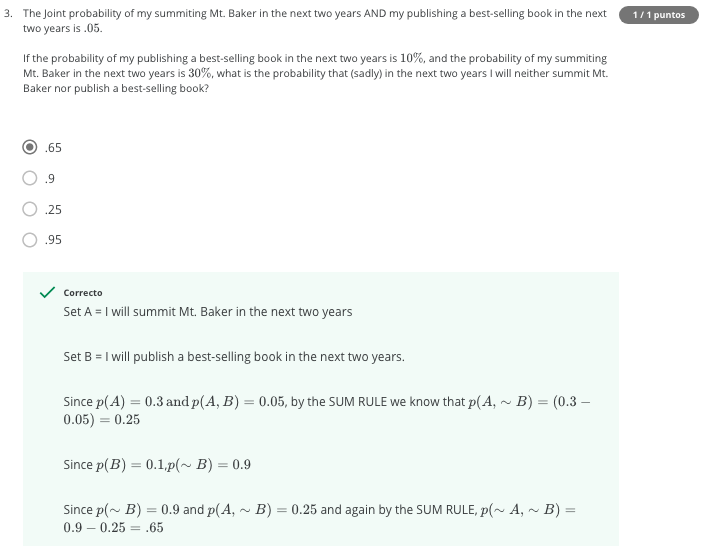 3. The Joint probability of my summiting Mt. Baker in the next two years AND my publishing a best-selling book in the next
two years is .05.
1 / 1 puntos
If the probability of my publishing a best-selling book in the next two years is 10%, and the probability of my summiting
Mt. Baker in the next two years is 30%, what is the probability that (sadly) in the next two years I will neither summit Mt.
Baker nor publish a best-selling book?
.65
.9
.25
.95
Correcto
Set A = I will summit Mt. Baker in the next two years
Set B = I will publish a best-selling book in the next two years.
Since p(A) = 0.3 and p(A, B) = 0.05, by the SUM RULE we know that p(A, ∼ B) = (0.3 −
0.05) = 0.25
Since p(B) = 0.1,p(∼ B) = 0.9
Since p(∼ B) = 0.9 and p(A, ∼ B) = 0.25 and again by the SUM RULE, p(∼ A, ∼ B) =
0.9 − 0.25 = .65